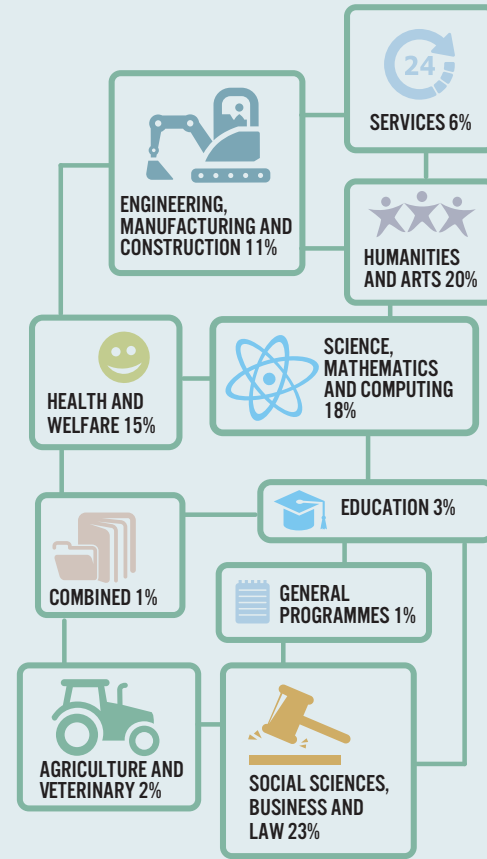 24
SERVICES 6%
ENGINEERING,
MANUFACTURING AND
CONSTRUCTION 11%
HUMANITIES
AND ARTS 20%
SCIENCE,
MATHEMATICS
AND COMPUTING
18%
HEALTH AND
WELFARE 15%
EDUCATION 3%
COMBINED 1%
GENERAL
PROGRAMMES 1%
AGRICULTURE AND
VETERINARY 2%
SOCIAL SCIENCES,
BUSINESS AND
LAW 23%